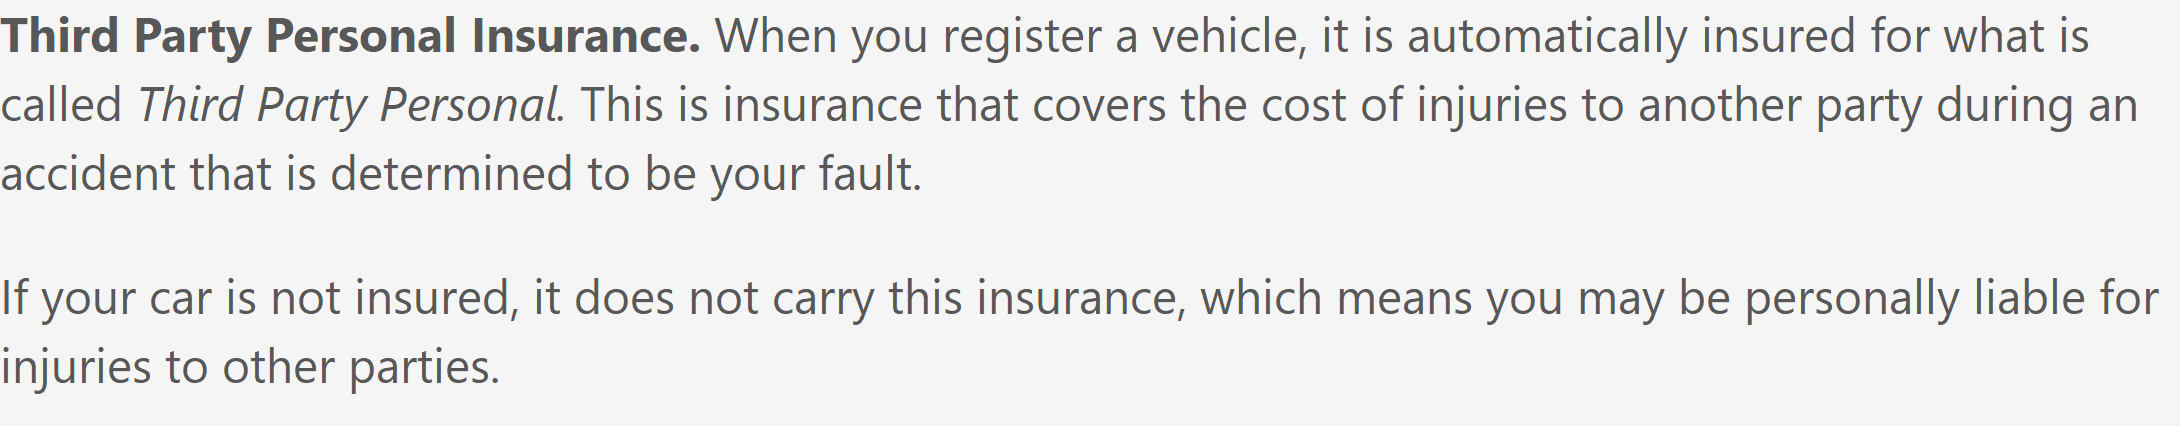 Third Party Personal Insurance. When you register a vehicle, it is automatically insured for what is
called Third Party Personal. This is insurance that covers the cost of injuries to another party during an
accident that is determined to be your fault.
If your car is not insured, it does not carry this insurance, which means you may be personally liable for
injuries to other parties.